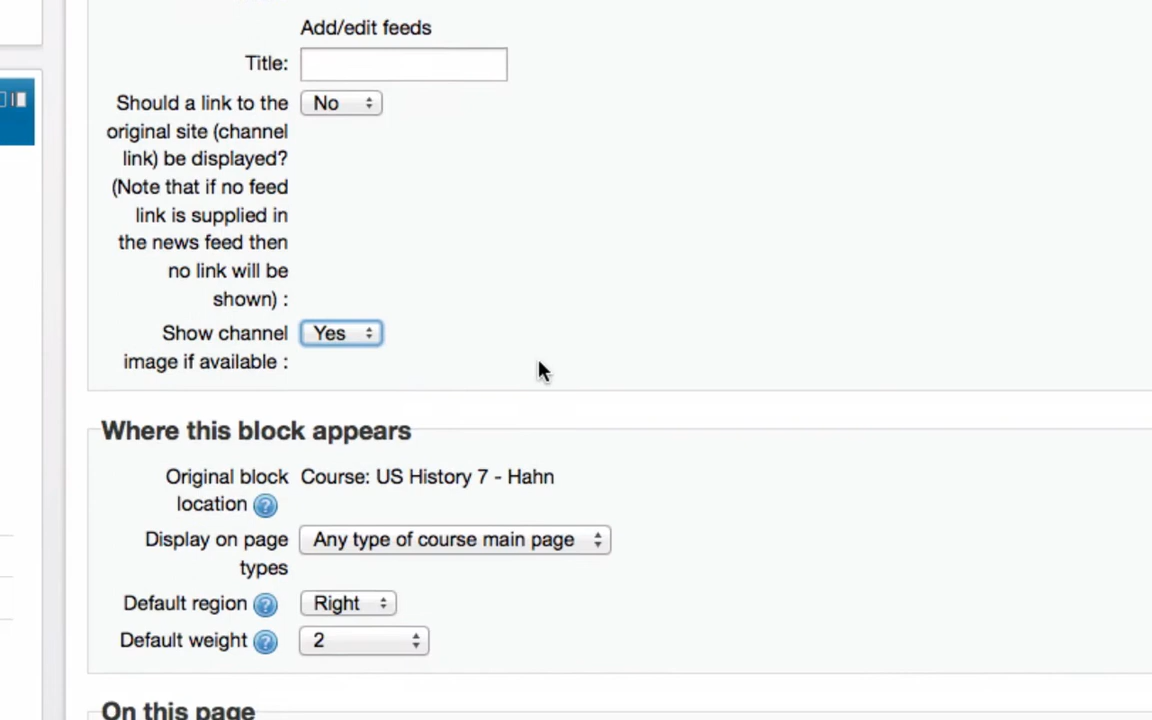 Add/edit feeds
Title:
Should a link to the No
original site (channel
link) be displayed?
(Note that if no feed
link is supplied in
the news feed then
no link will be
shown) :
Show channel Yes
image if available :
Where this block appears
Original block Course: US History 7 - Hahn
location
Display on page Any type of course main page
types
Default region Right
Default weight 2
On this page